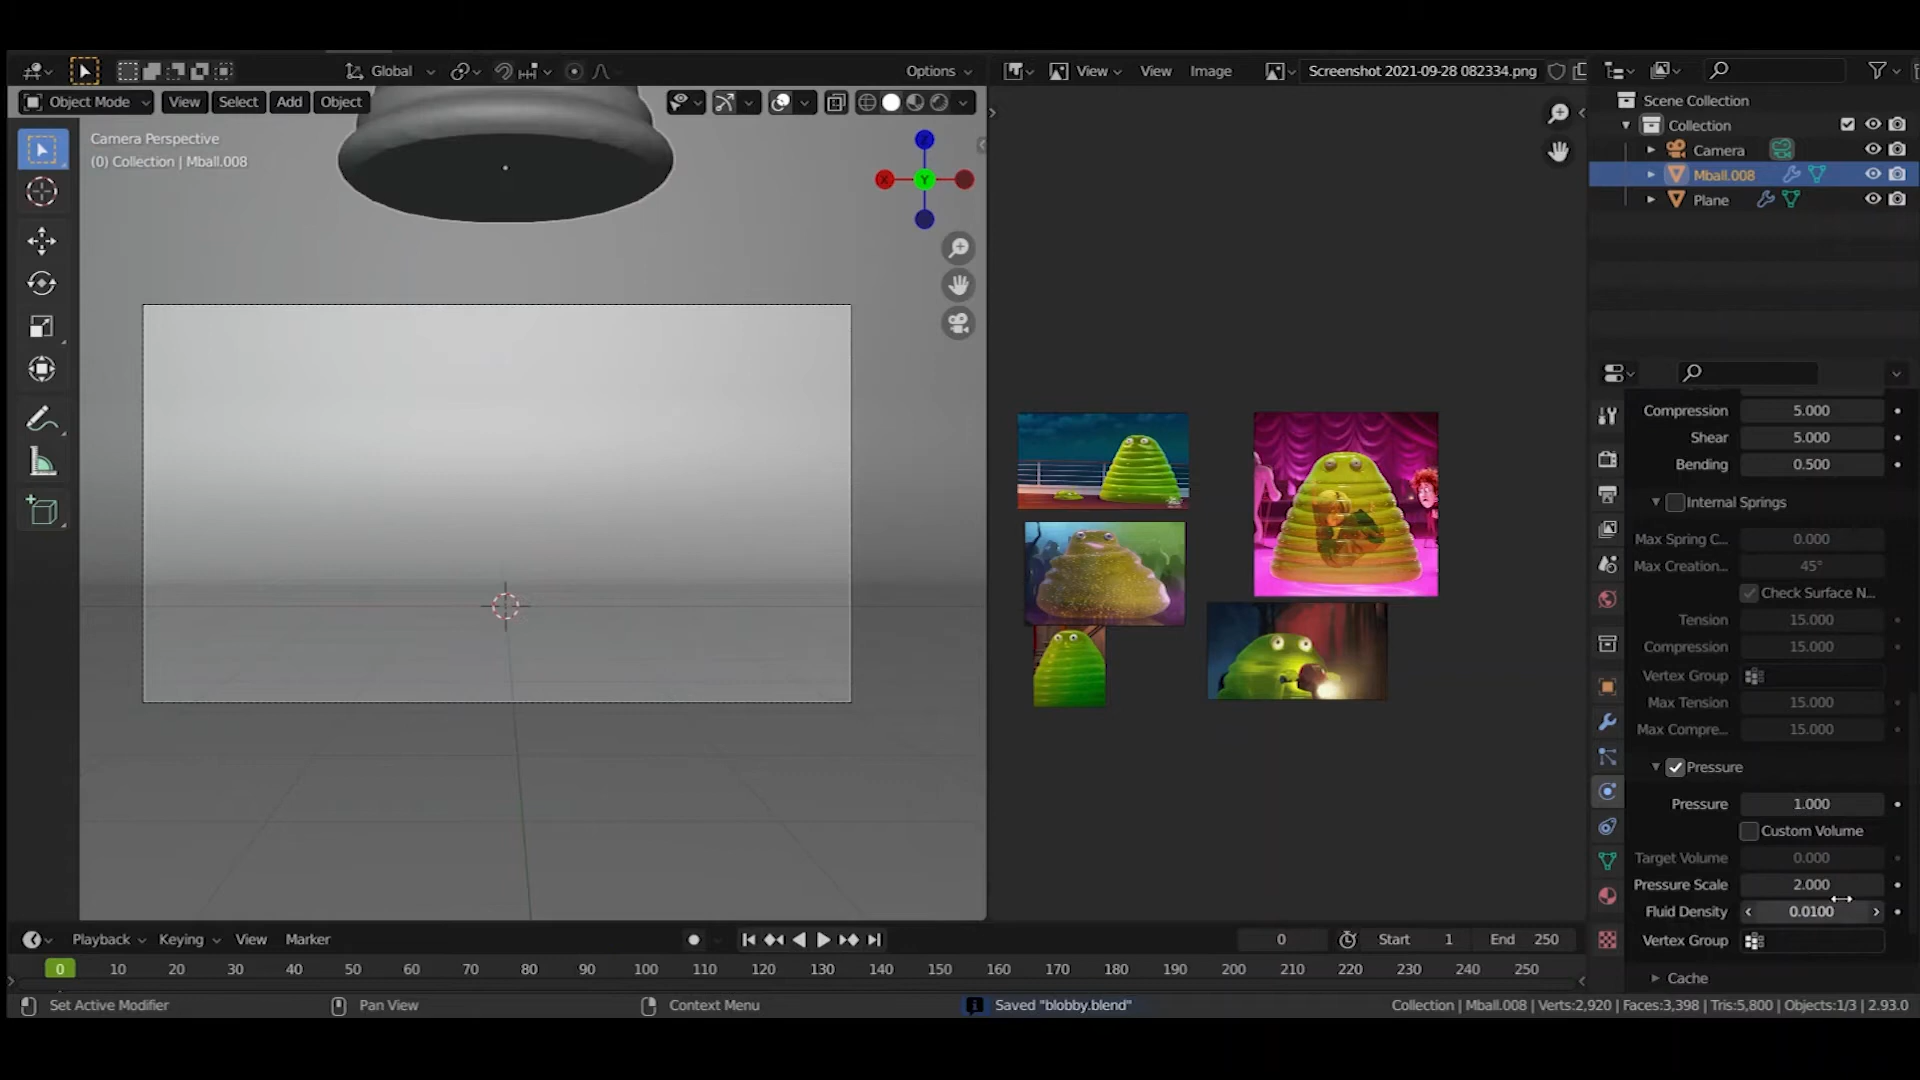 Global
Options
View
View
Image
Screenshot 2021-09-28 082334.png
Object Mode
View
Select
Add
Object
Scene Collection
Collection
Camera
Mball.008
Plane
Camera Perspective
(0) Collection | Mball.008
X
Y
Z
Compression 5.000
Shear 5.000
Bending 0.500
Internal Springs
Max Spring C... 0.000
Max Creation... 45°
Check Surface N...
Tension 15.000
Compression 15.000
Vertex Group
Max Tension 15.000
Max Compre... 15.000
Pressure
Pressure 1.000
Custom Volume
Target Volume 0.000
Pressure Scale 2.000
Fluid Density 0.0100
Vertex Group
Cache
Playback
Keying
View
Marker
0
Start 1
End 250
0 10 20 30 40 50 60 70 80 90 100 110 120 130 140 150 160 170 180 190 200 210 220 230 240 250
Set Active Modifier
Pan View
Context Menu
Saved "blobby.blend"
Collection | Mball.008 | Verts:2,920 | Faces:3,398 | Tris:5,800 | Objects:1/3 | 2.93.0